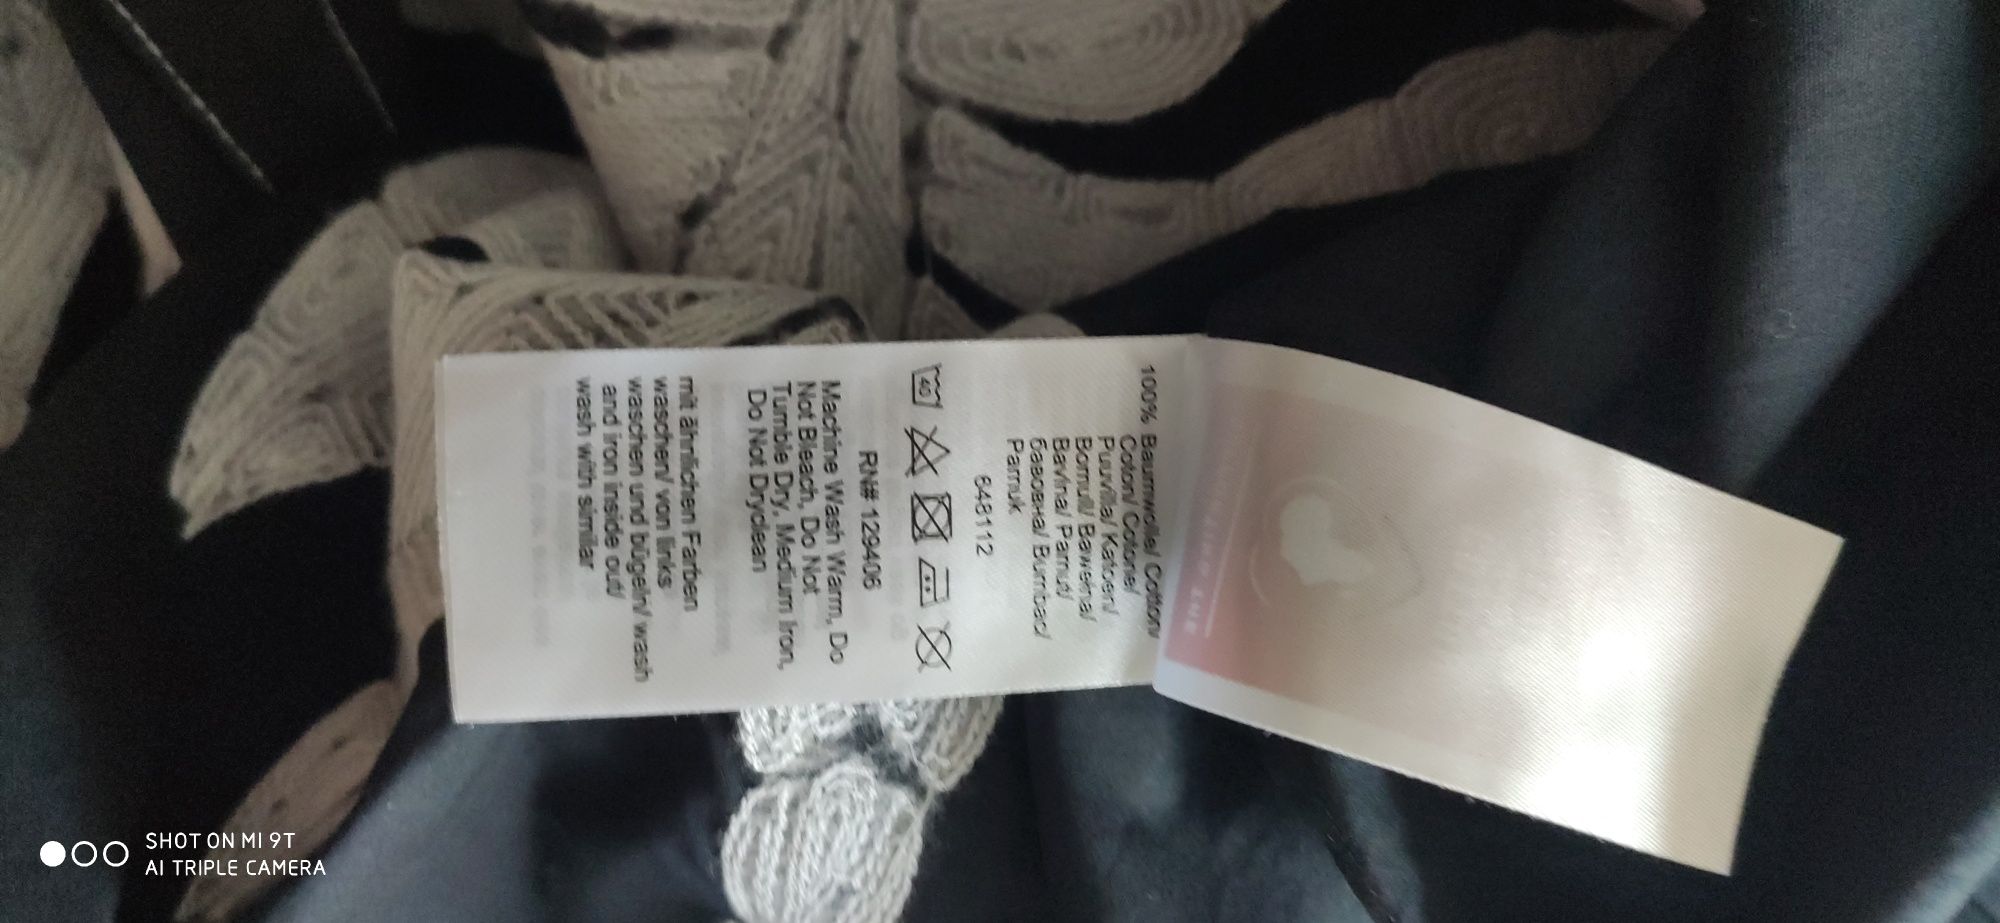 100% Baumwolle/ Cotton/
Coton/ Cotone/
Puuvilla/ Katoen/
Bomull/ Bawełna/
Bavlna/ Pamut/
бавовна/ Bumbac/
Pamuk
648112
40
RN# 129406
Machine Wash Warm, Do
Not Bleach, Do Not
Tumble Dry, Medium Iron,
Do Not Dryclean
mit ähnlichen Farben
waschen/ von links
waschen und bügeln/ wash
and iron inside out/
wash with similar
SHOT ON MI 9T
AI TRIPLE CAMERA